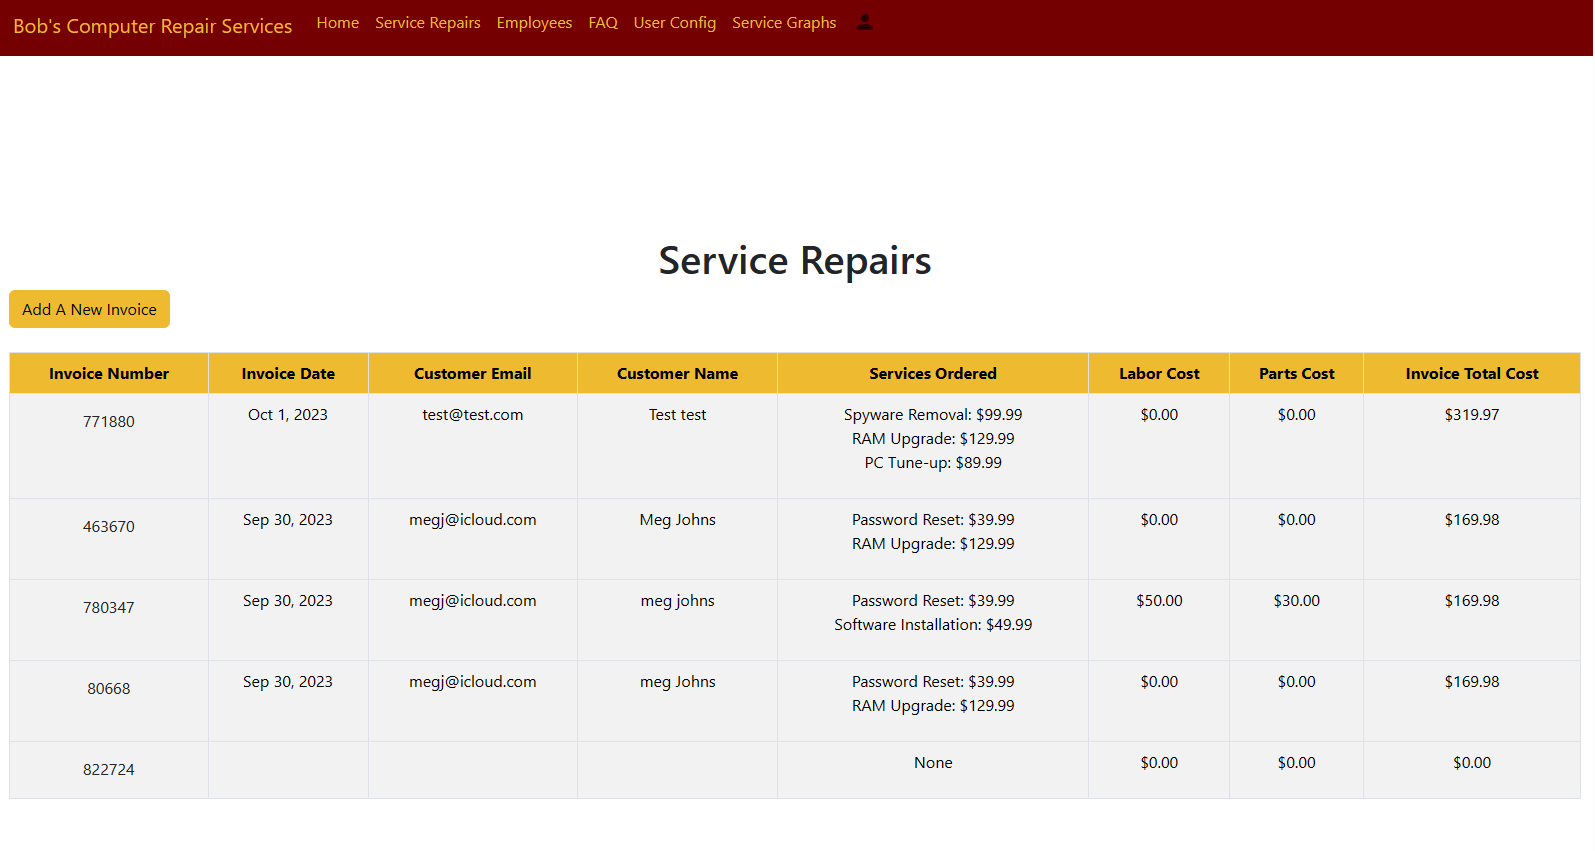 Bob's Computer Repair Services Home Service Repairs Employees FAQ User Config Service Graphs
Service Repairs
Add A New Invoice
Invoice Number Invoice Date Customer Email Customer Name Services Ordered Labor Cost Parts Cost Invoice Total Cost
771880 Oct 1, 2023 test@test.com Test test Spyware Removal: $99.99 $0.00 $0.00 $319.97
RAM Upgrade: $129.99
PC Tune-up: $89.99
463670 Sep 30, 2023 megj@icloud.com Meg Johns Password Reset: $39.99 $0.00 $0.00 $169.98
RAM Upgrade: $129.99
780347 Sep 30, 2023 megj@icloud.com meg johns Password Reset: $39.99 $50.00 $30.00 $169.98
Software Installation: $49.99
80668 Sep 30, 2023 megj@icloud.com meg Johns Password Reset: $39.99 $0.00 $0.00 $169.98
RAM Upgrade: $129.99
822724 None $0.00 $0.00 $0.00